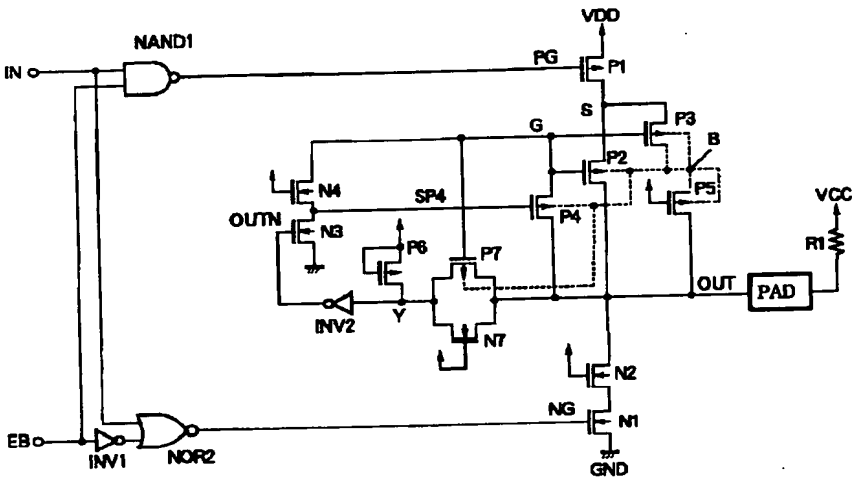 VDD
NAND1
IN
PG
P1
S
P3
G
B
P2
N4
SP4
P5
VCC
OUTN
N3
P4
P6
P7
R1
OUT
PAD
INV2
Y
N7
N2
NG
N1
EB
INV1
NOR2
GND